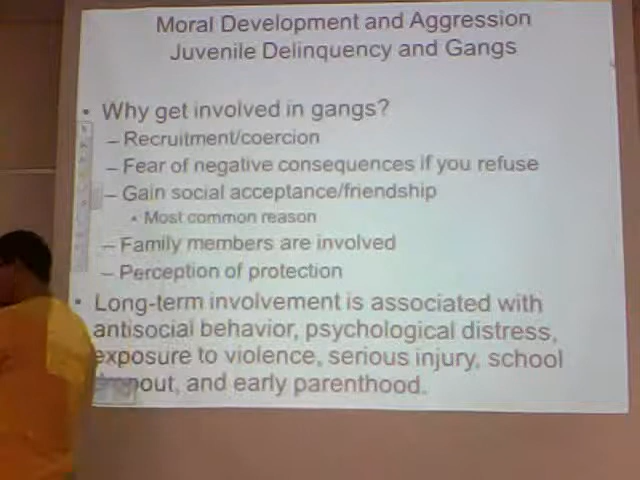 Moral Development and Aggression
Juvenile Delinquency and Gangs
• Why get involved in gangs?
– Recruitment/coercion
– Fear of negative consequences if you refuse
– Gain social acceptance/friendship
• Most common reason
– Family members are involved
– Perception of protection
• Long-term involvement is associated with
antisocial behavior, psychological distress,
exposure to violence, serious injury, school
and early parenthood.